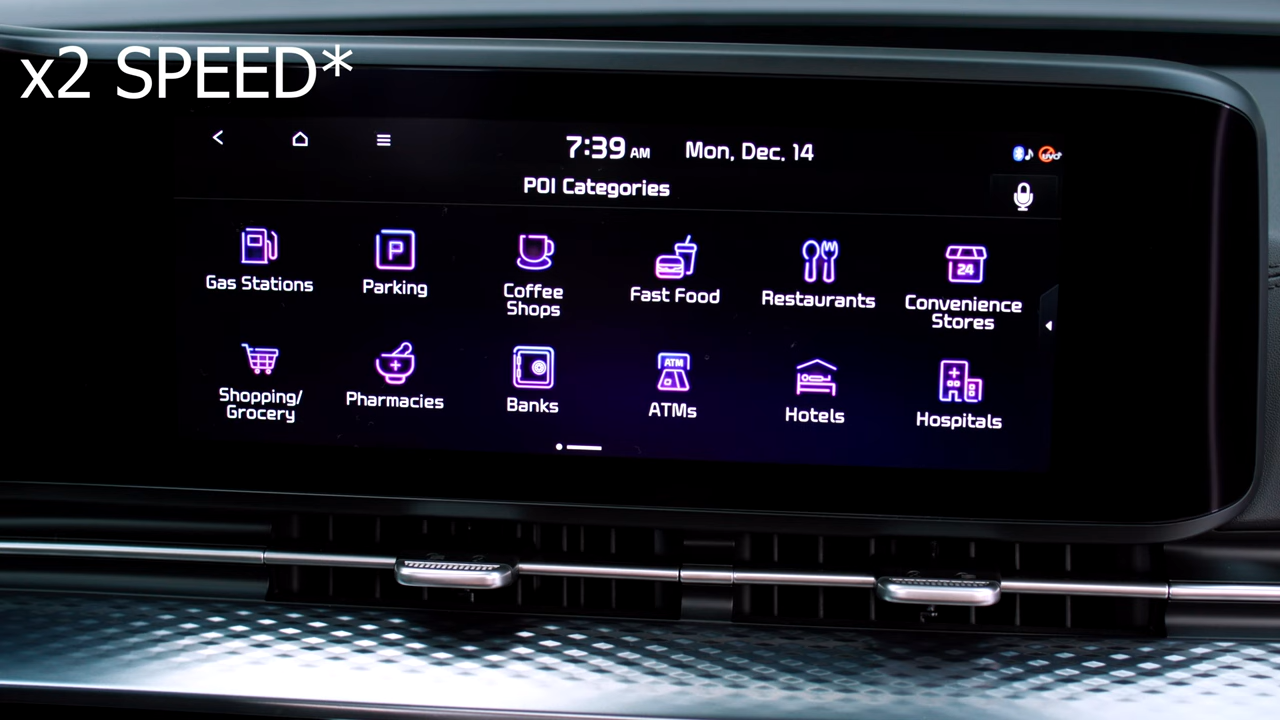 x2 SPEED*
7:39 AM Mon, Dec. 14
UVO
POI Categories
P
24
Gas Stations
Parking
Coffee
Shops
Fast Food
Restaurants
Convenience
Stores
ATM
Shopping/
Grocery
Pharmacies
Banks
ATMs
Hotels
Hospitals